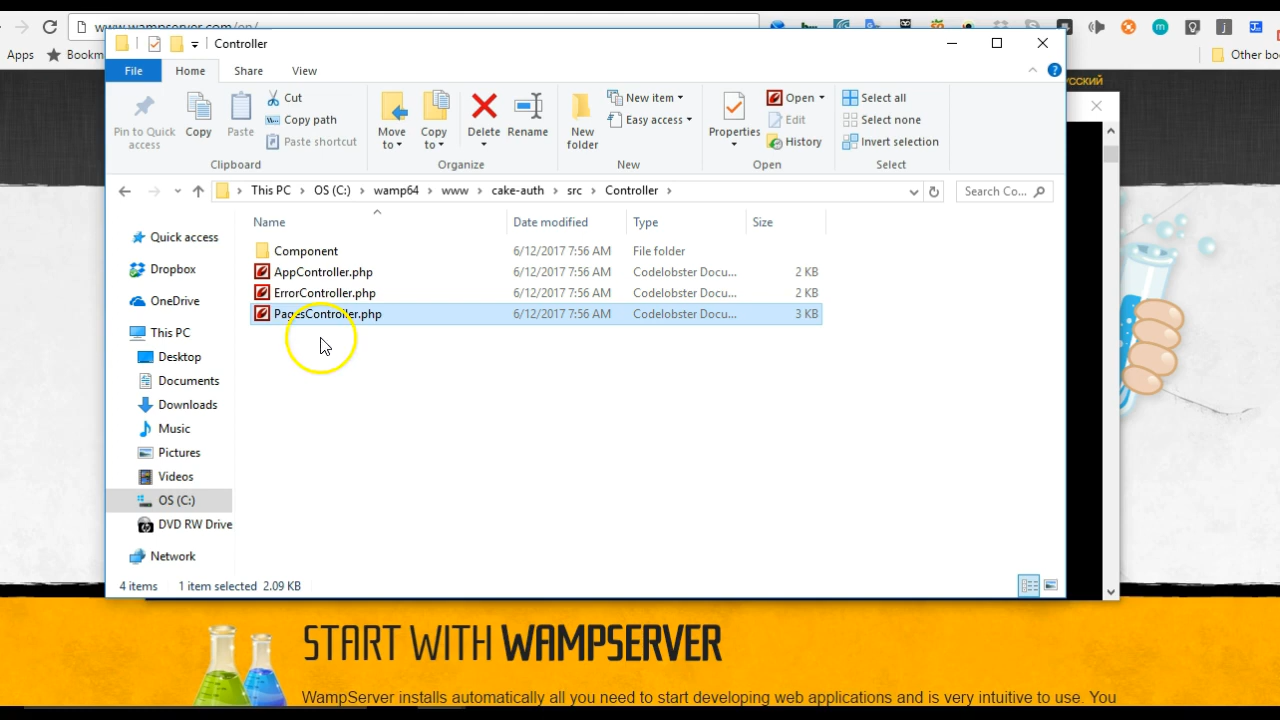 www.wampserver.com/en/
Apps
Bookm
Other bo
Controller
File
Home
Share
View
русский
Pin to Quick access
Copy
Paste
Cut
Copy path
Paste shortcut
Clipboard
Move to
Copy to
Delete
Rename
Organize
New folder
New item
Easy access
New
Properties
Open
Edit
History
Open
Select all
Select none
Invert selection
Select
This PC > OS (C:) > wamp64 > www > cake-auth > src > Controller >
Search Co...
Name
Date modified
Type
Size
Quick access
Dropbox
OneDrive
This PC
Desktop
Documents
Downloads
Music
Pictures
Videos
OS (C:)
DVD RW Drive
Network
Component 6/12/2017 7:56 AM File folder
AppController.php 6/12/2017 7:56 AM Codelobster Docu... 2 KB
ErrorController.php 6/12/2017 7:56 AM Codelobster Docu... 2 KB
PagesController.php 6/12/2017 7:56 AM Codelobster Docu... 3 KB
4 items 1 item selected 2.09 KB
START WITH WAMPSERVER
WampServer installs automatically all you need to start developing web applications and is very intuitive to use. You